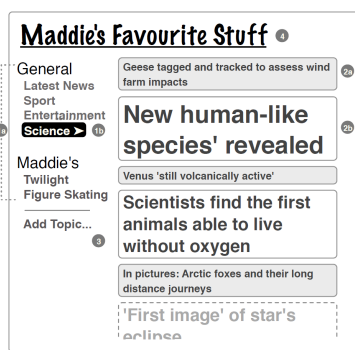 Maddie's Favourite Stuff 4
General
Latest News
Sport
Entertainment
Science ➤ 1b
Maddie's
Twilight
Figure Skating
Add Topic...
3
Geese tagged and tracked to assess wind
farm impacts
2a
New human-like
species' revealed
2b
Venus 'still volcanically active'
Scientists find the first
animals able to live
without oxygen
In pictures: Arctic foxes and their long
distance journeys
'First image' of star's
eclipse